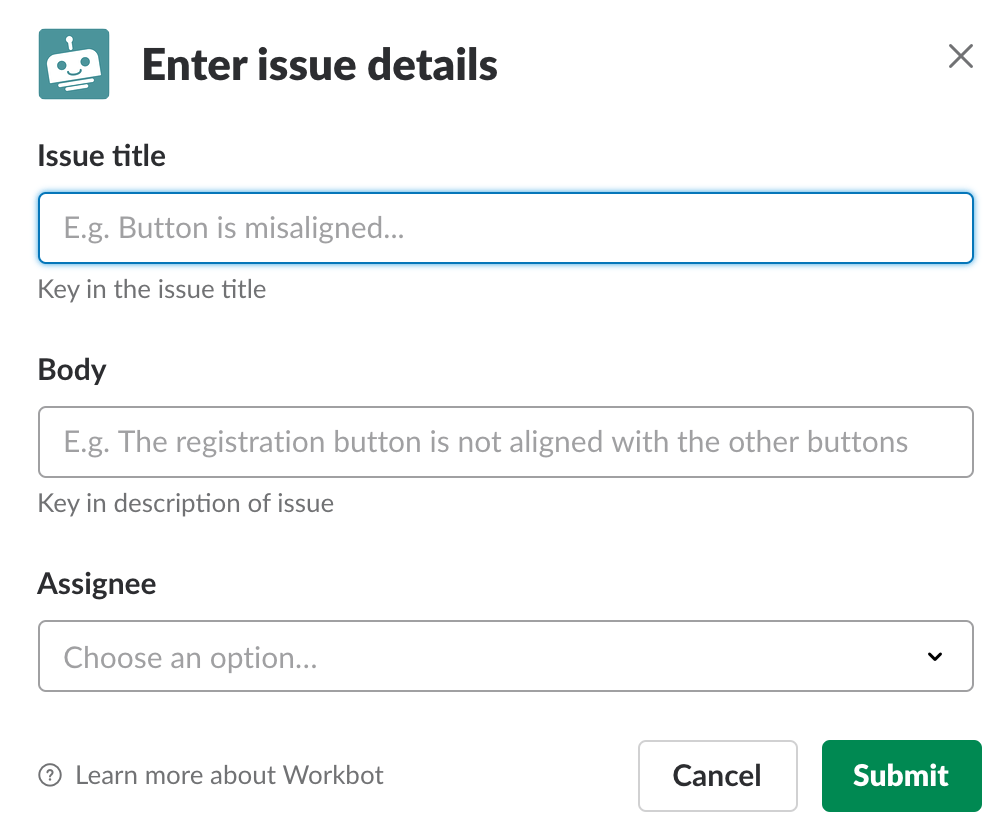 Enter issue details
Issue title
E.g. Button is misaligned...
Key in the issue title
Body
E.g. The registration button is not aligned with the other buttons
Key in description of issue
Assignee
Choose an option...
? Learn more about Workbot
Cancel
Submit